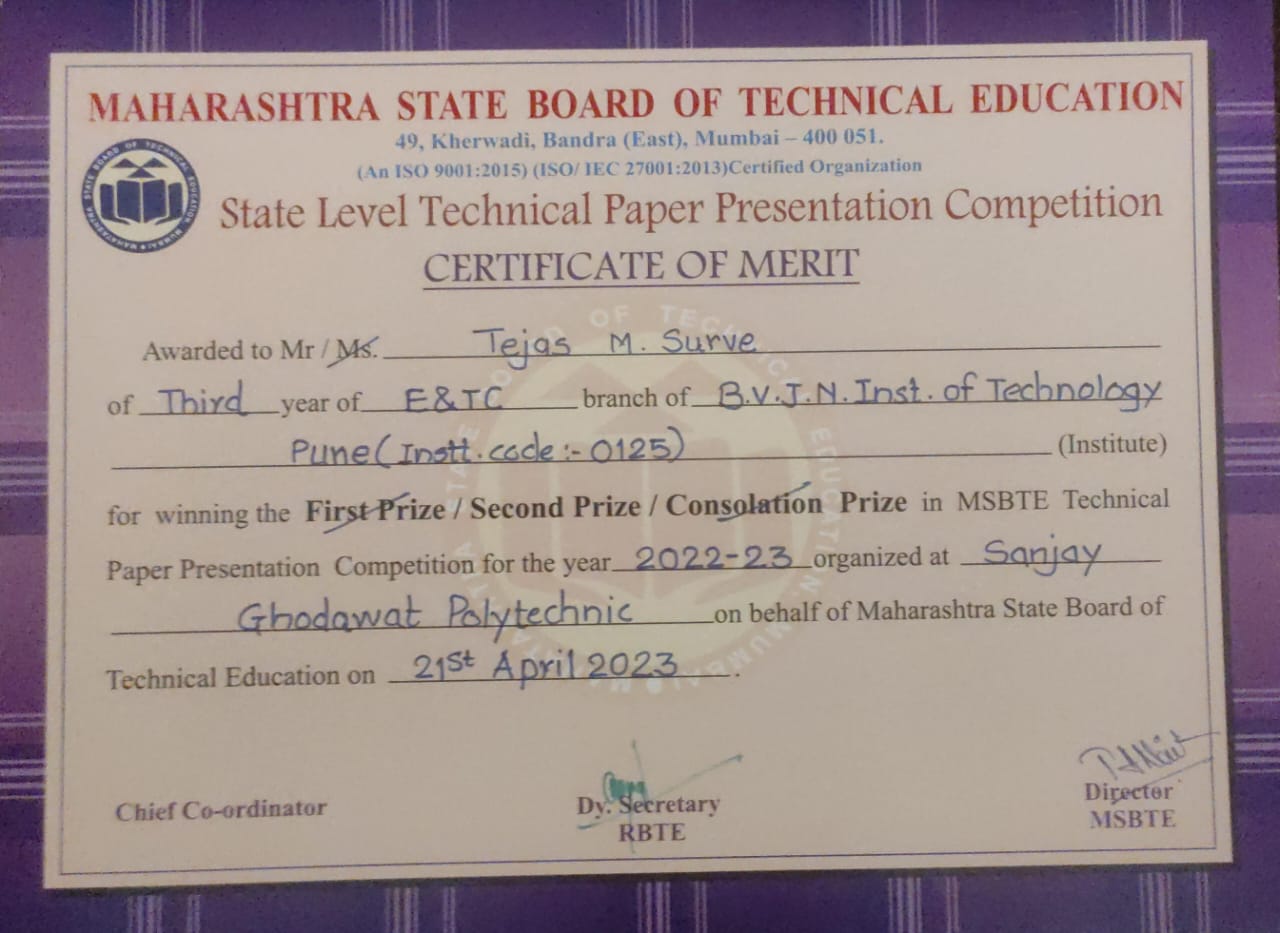 MAHARASHTRA STATE BOARD OF TECHNICAL EDUCATION
49, Kherwadi, Bandra (East), Mumbai – 400 051.
(An ISO 9001:2015) (ISO/ IEC 27001:2013)Certified Organization
State Level Technical Paper Presentation Competition
CERTIFICATE OF MERIT
Awarded to Mr / Ms. Tejas M. Surve
of Third year of E&TC branch of B.V.J.N. Inst. of Technology
Pune (Instt. code :- 0125) (Institute)
for winning the First Prize / Second Prize / Consolation Prize in MSBTE Technical
Paper Presentation Competition for the year 2022-23 organized at Sanjay
Ghodawat Polytechnic on behalf of Maharashtra State Board of
Technical Education on 21st April 2023.
Chief Co-ordinator
Dy. Secretary
RBTE
Director
MSBTE